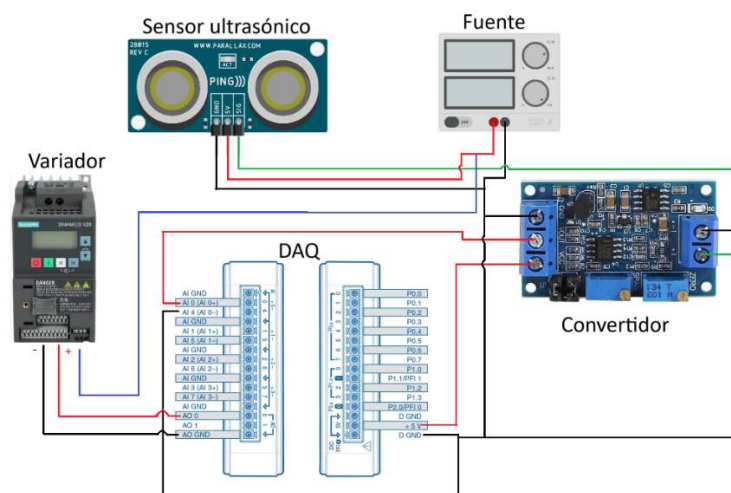 Sensor ultrasónico
Fuente
28015
REV C
WWW.PARALLAX.COM
PING)))
GND
5V
SIG
Variador
DANGER
DAQ
Convertidor
AI GND
AI 0 (AI 0+)
AI 4 (AI 0-)
AI GND
AI 1 (AI 1+)
AI 5 (AI 1-)
AI GND
AI 2 (AI 2+)
AI 6 (AI 2-)
AI GND
AI 3 (AI 3+)
AI 7 (AI 3-)
AI GND
AO 0
AO 1
AO GND
P0.0
P0.1
P0.2
P0.3
P0.4
P0.5
P0.6
P0.7
P1.0
P1.1/PFI 1
P1.2
P1.3
P2.0/PFI 0
D GND
+ 5 V
D GND
- +